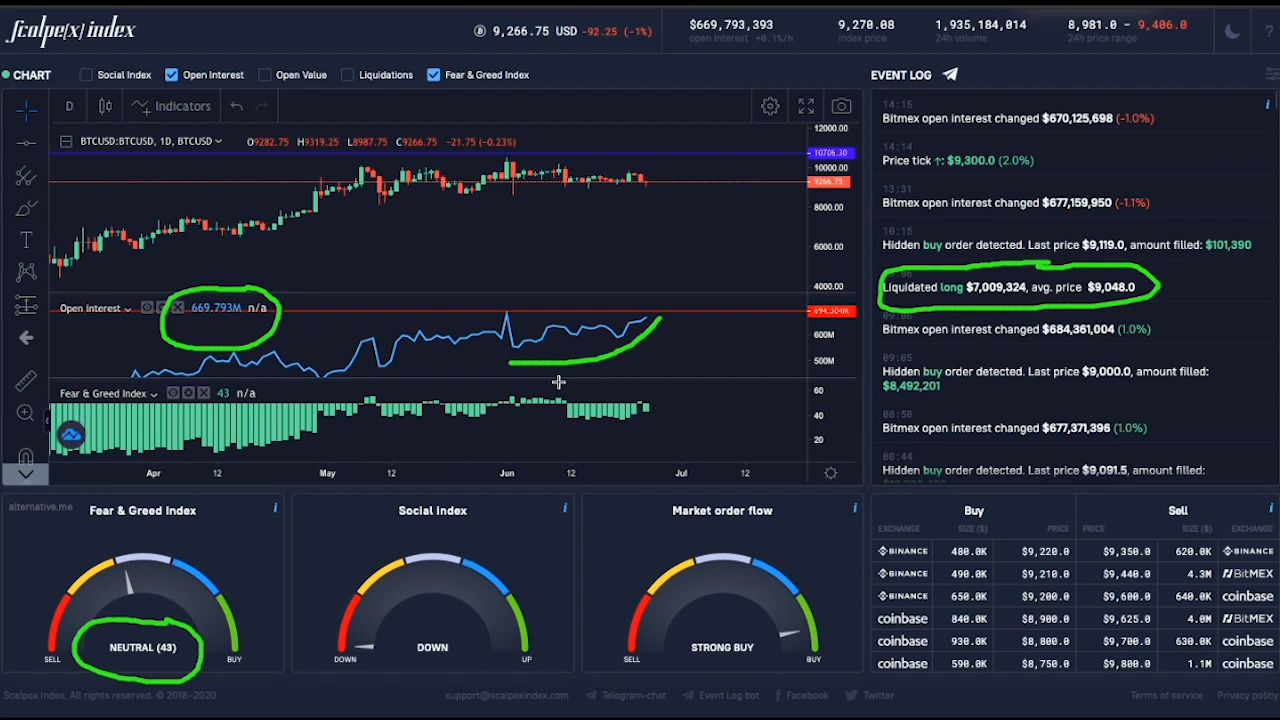 Scalpe(x) index
9,266.75 USD -92.25 (-1%)
$669,793,393
open interest +0.1%/h
9,270.08
index price
1,935,184,014
24h volume
8,981.0 - 9,406.0
24h price range
?
CHART
Social Index
Open Interest
Open Value
Liquidations
Fear & Greed Index
D
Indicators
BTCUSD:BTCUSD, 1D, BTCUSD
O9282.75 H9319.25 L8987.75 C9266.75 -21.75 (-0.23%)
12000.00
10706.30
10000.00
9266.75
8000.00
6000.00
4000.00
Open interest
669.793M n/a
694.304M
600M
500M
Fear & Greed Index
43 n/a
60
40
20
Apr 12 May 12 Jun 12 Jul 12
EVENT LOG
14:15
Bitmex open interest changed $670,125,698 (-1.0%)
14:14
Price tick ↑: $9,300.0 (2.0%)
13:31
Bitmex open interest changed $677,159,950 (-1.1%)
10:15
Hidden buy order detected. Last price $9,119.0, amount filled: $101,390
Liquidated long $7,009,324, avg. price $9,048.0
09:06
Bitmex open interest changed $684,361,004 (1.0%)
09:05
Hidden buy order detected. Last price $9,000.0, amount filled:
$8,492,201
08:58
Bitmex open interest changed $677,371,396 (1.0%)
08:44
Hidden buy order detected. Last price $9,091.5, amount filled:
alternative.me
Fear & Greed Index
NEUTRAL (43)
SELL
BUY
Social index
DOWN
DOWN
UP
Market order flow
STRONG BUY
SELL
BUY
Buy Sell
EXCHANGE SIZE ($) PRICE PRICE SIZE ($) EXCHANGE
BINANCE 480.0K $9,220.0 $9,350.0 620.0K BINANCE
BINANCE 490.0K $9,210.0 $9,440.0 4.3M BitMEX
BINANCE 650.0K $9,200.0 $9,600.0 640.0K coinbase
coinbase 840.0K $8,900.0 $9,625.0 4.0M BitMEX
coinbase 930.0K $8,800.0 $9,700.0 630.0K coinbase
coinbase 590.0K $8,750.0 $9,800.0 1.1M coinbase
Scalpex Index. All rights reserved. © 2018-2020
support@scalpexindex.com
Telegram-chat
Event Log bot
Facebook
Twitter
Terms of service
Privacy policy